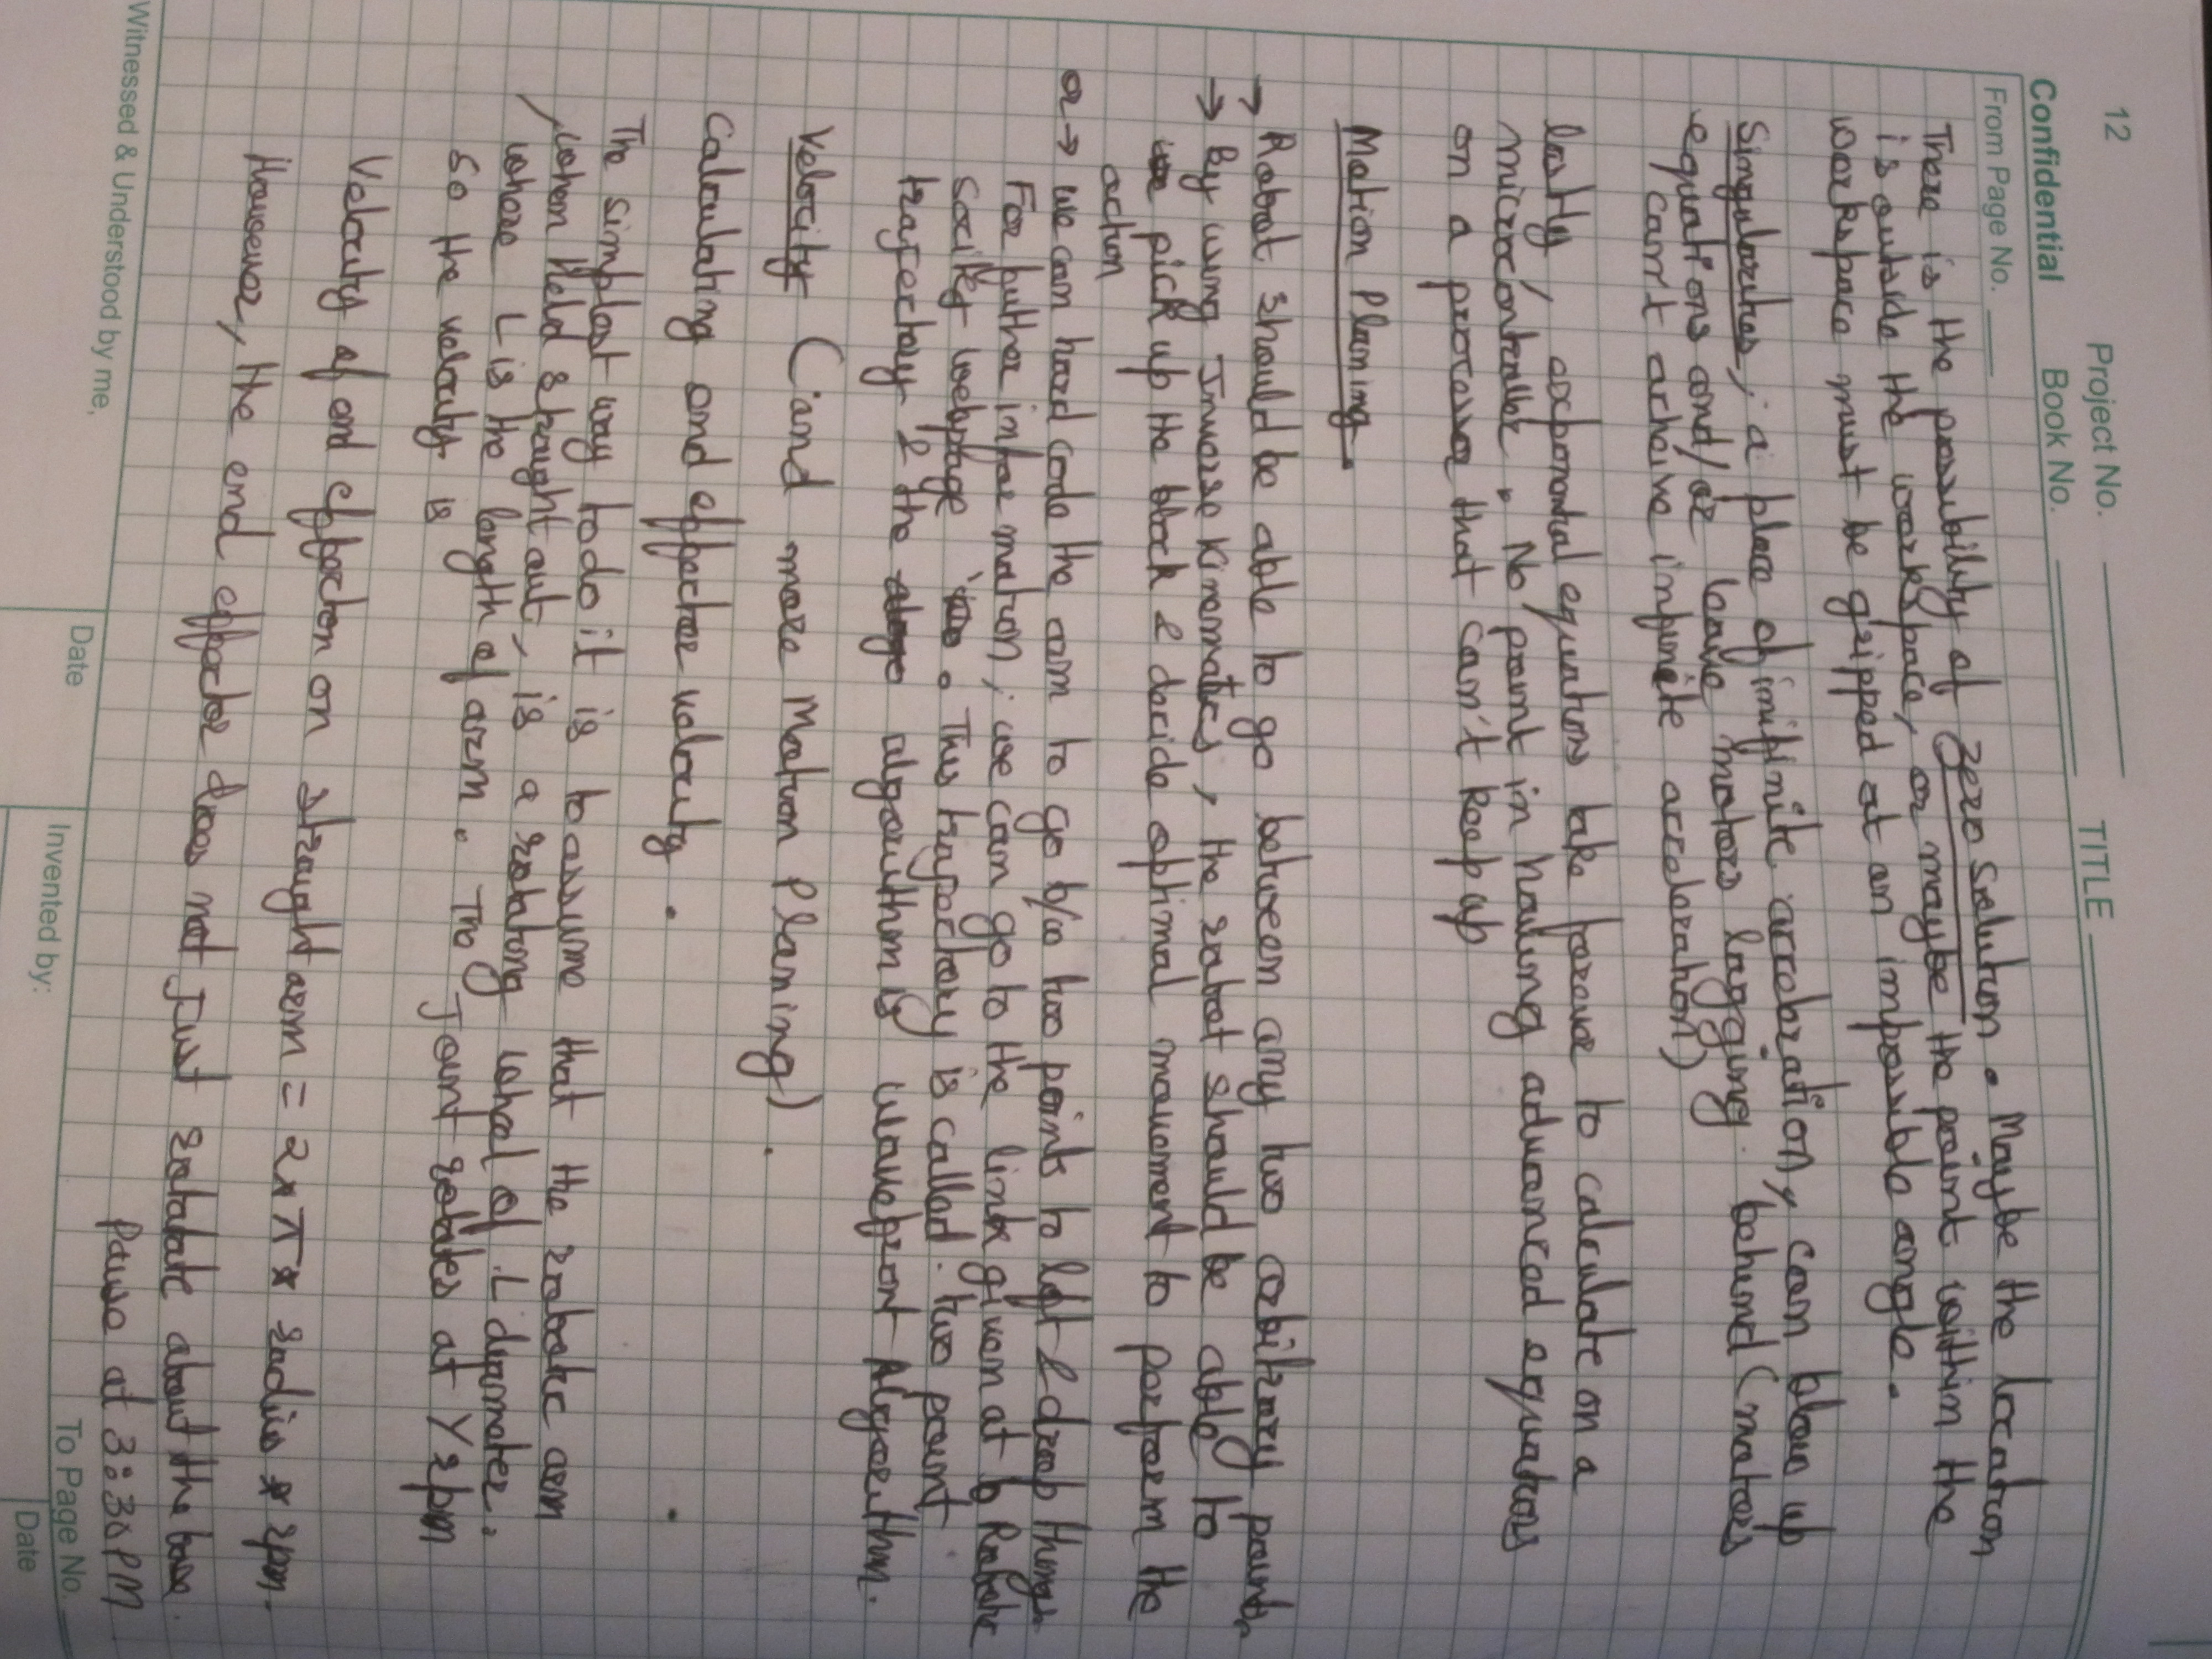 12
Project No. TITLE
Confidential Book No.
From Page No.
There is the possibility of zero solution. Maybe the location
is outside the workspace, or maybe the point within the
workspace must be gripped at an impossible angle.
Singularities, a place of infinite acceleration, can blow up
equations and/or leave motors lagging behind (motors
can't acheive infinite acceleration)
lastly, exponential equations take forever to calculate on a
microcontroller. No point in having advanced equations
on a processor that can't keep up
Motion Planing
→ Robot should be able to go between any two arbitrary points
→ By using Inverse Kinematics, the robot should be able to
pick up the block & decide optimal movement to perform the
action
or → we can hard code the arm to go b/w two points to left & drop things
For futher information; we can go to the link given at Robotic
society webpage. This trajectory is called two point
trajectory & the algorithm is Wavefront Algorithm.
Velocity (and more Motion Planing).
Calculating end effector velocity.
The simplest way to do it is to assume that the robotic arm
, when held straight out, is a rotating wheel of L diameter.
where L is the length of arm. The Joint rotates at Y rpm
so the velocity is
Velocity of end effector on straight arm = 2*π* radius * rpm.
However, the end effector does not just rotate about the base.
Pause at 3:30 PM
Witnessed & Understood by me,
Date
Invented by:
To Page No.
Date